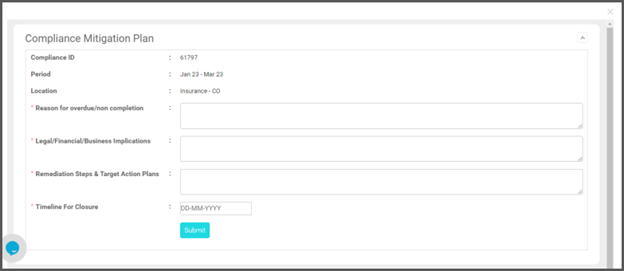 Compliance Mitigation Plan
Compliance ID : 61797
Period : Jan 23 - Mar 23
Location : Insurance - CO
* Reason for overdue/non completion :
* Legal/Financial/Business Implications :
* Remediation Steps & Target Action Plans :
* Timeline For Closure : DD-MM-YYYY
Submit